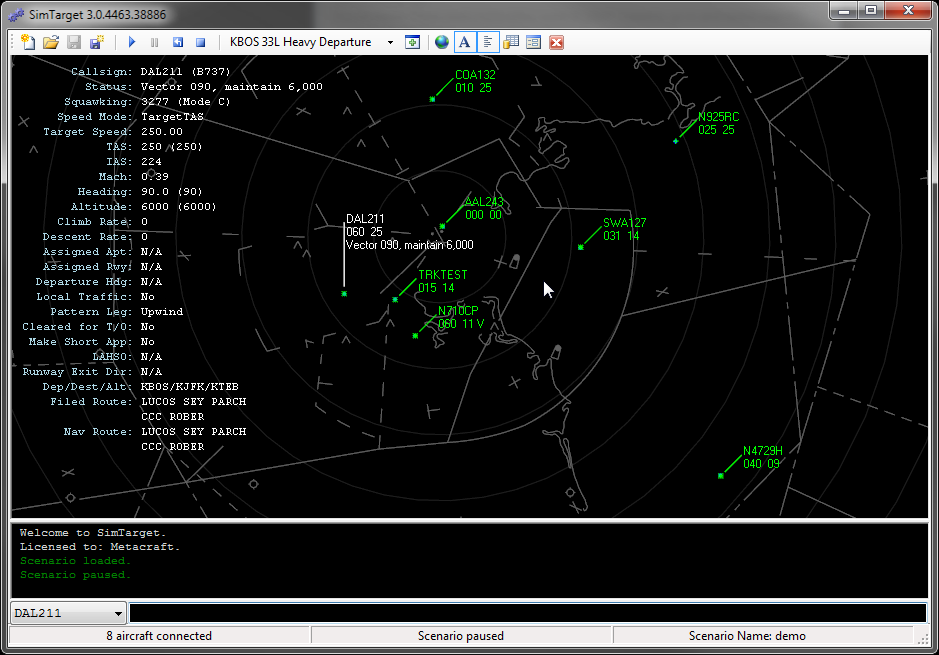 SimTarget 3.0.4463.38886
KBOS 33L Heavy Departure
A
Callsign: DAL211 (B737)
Status: Vector 090, maintain 6,000
Squawking: 3277 (Mode C)
Speed Mode: TargetTAS
Target Speed: 250.00
TAS: 250 (250)
IAS: 224
Mach: 0.39
Heading: 90.0 (90)
Altitude: 6000 (6000)
Climb Rate: 0
Descent Rate: 0
Assigned Apt: N/A
Assigned Rwy: N/A
Departure Hdg: N/A
Local Traffic: No
Pattern Leg: Upwind
Cleared for T/O: No
Make Short App: No
LAHSO: N/A
Runway Exit Dir: N/A
Dep/Dest/Alt: KBOS/KJFK/KTEB
Filed Route: LUCOS SEY PARCH
CCC ROBER
Nav Route: LUCOS SEY PARCH
CCC ROBER
COA132
010 25
N925RC
025 25
AAL243
000 00
DAL211
060 25
Vector 090, maintain 6,000
SWA127
031 14
TRKTEST
015 14
N710CP
060 11 V
N4729H
040 09
Welcome to SimTarget.
Licensed to: Metacraft.
Scenario loaded.
Scenario paused.
DAL211
8 aircraft connected
Scenario paused
Scenario Name: demo